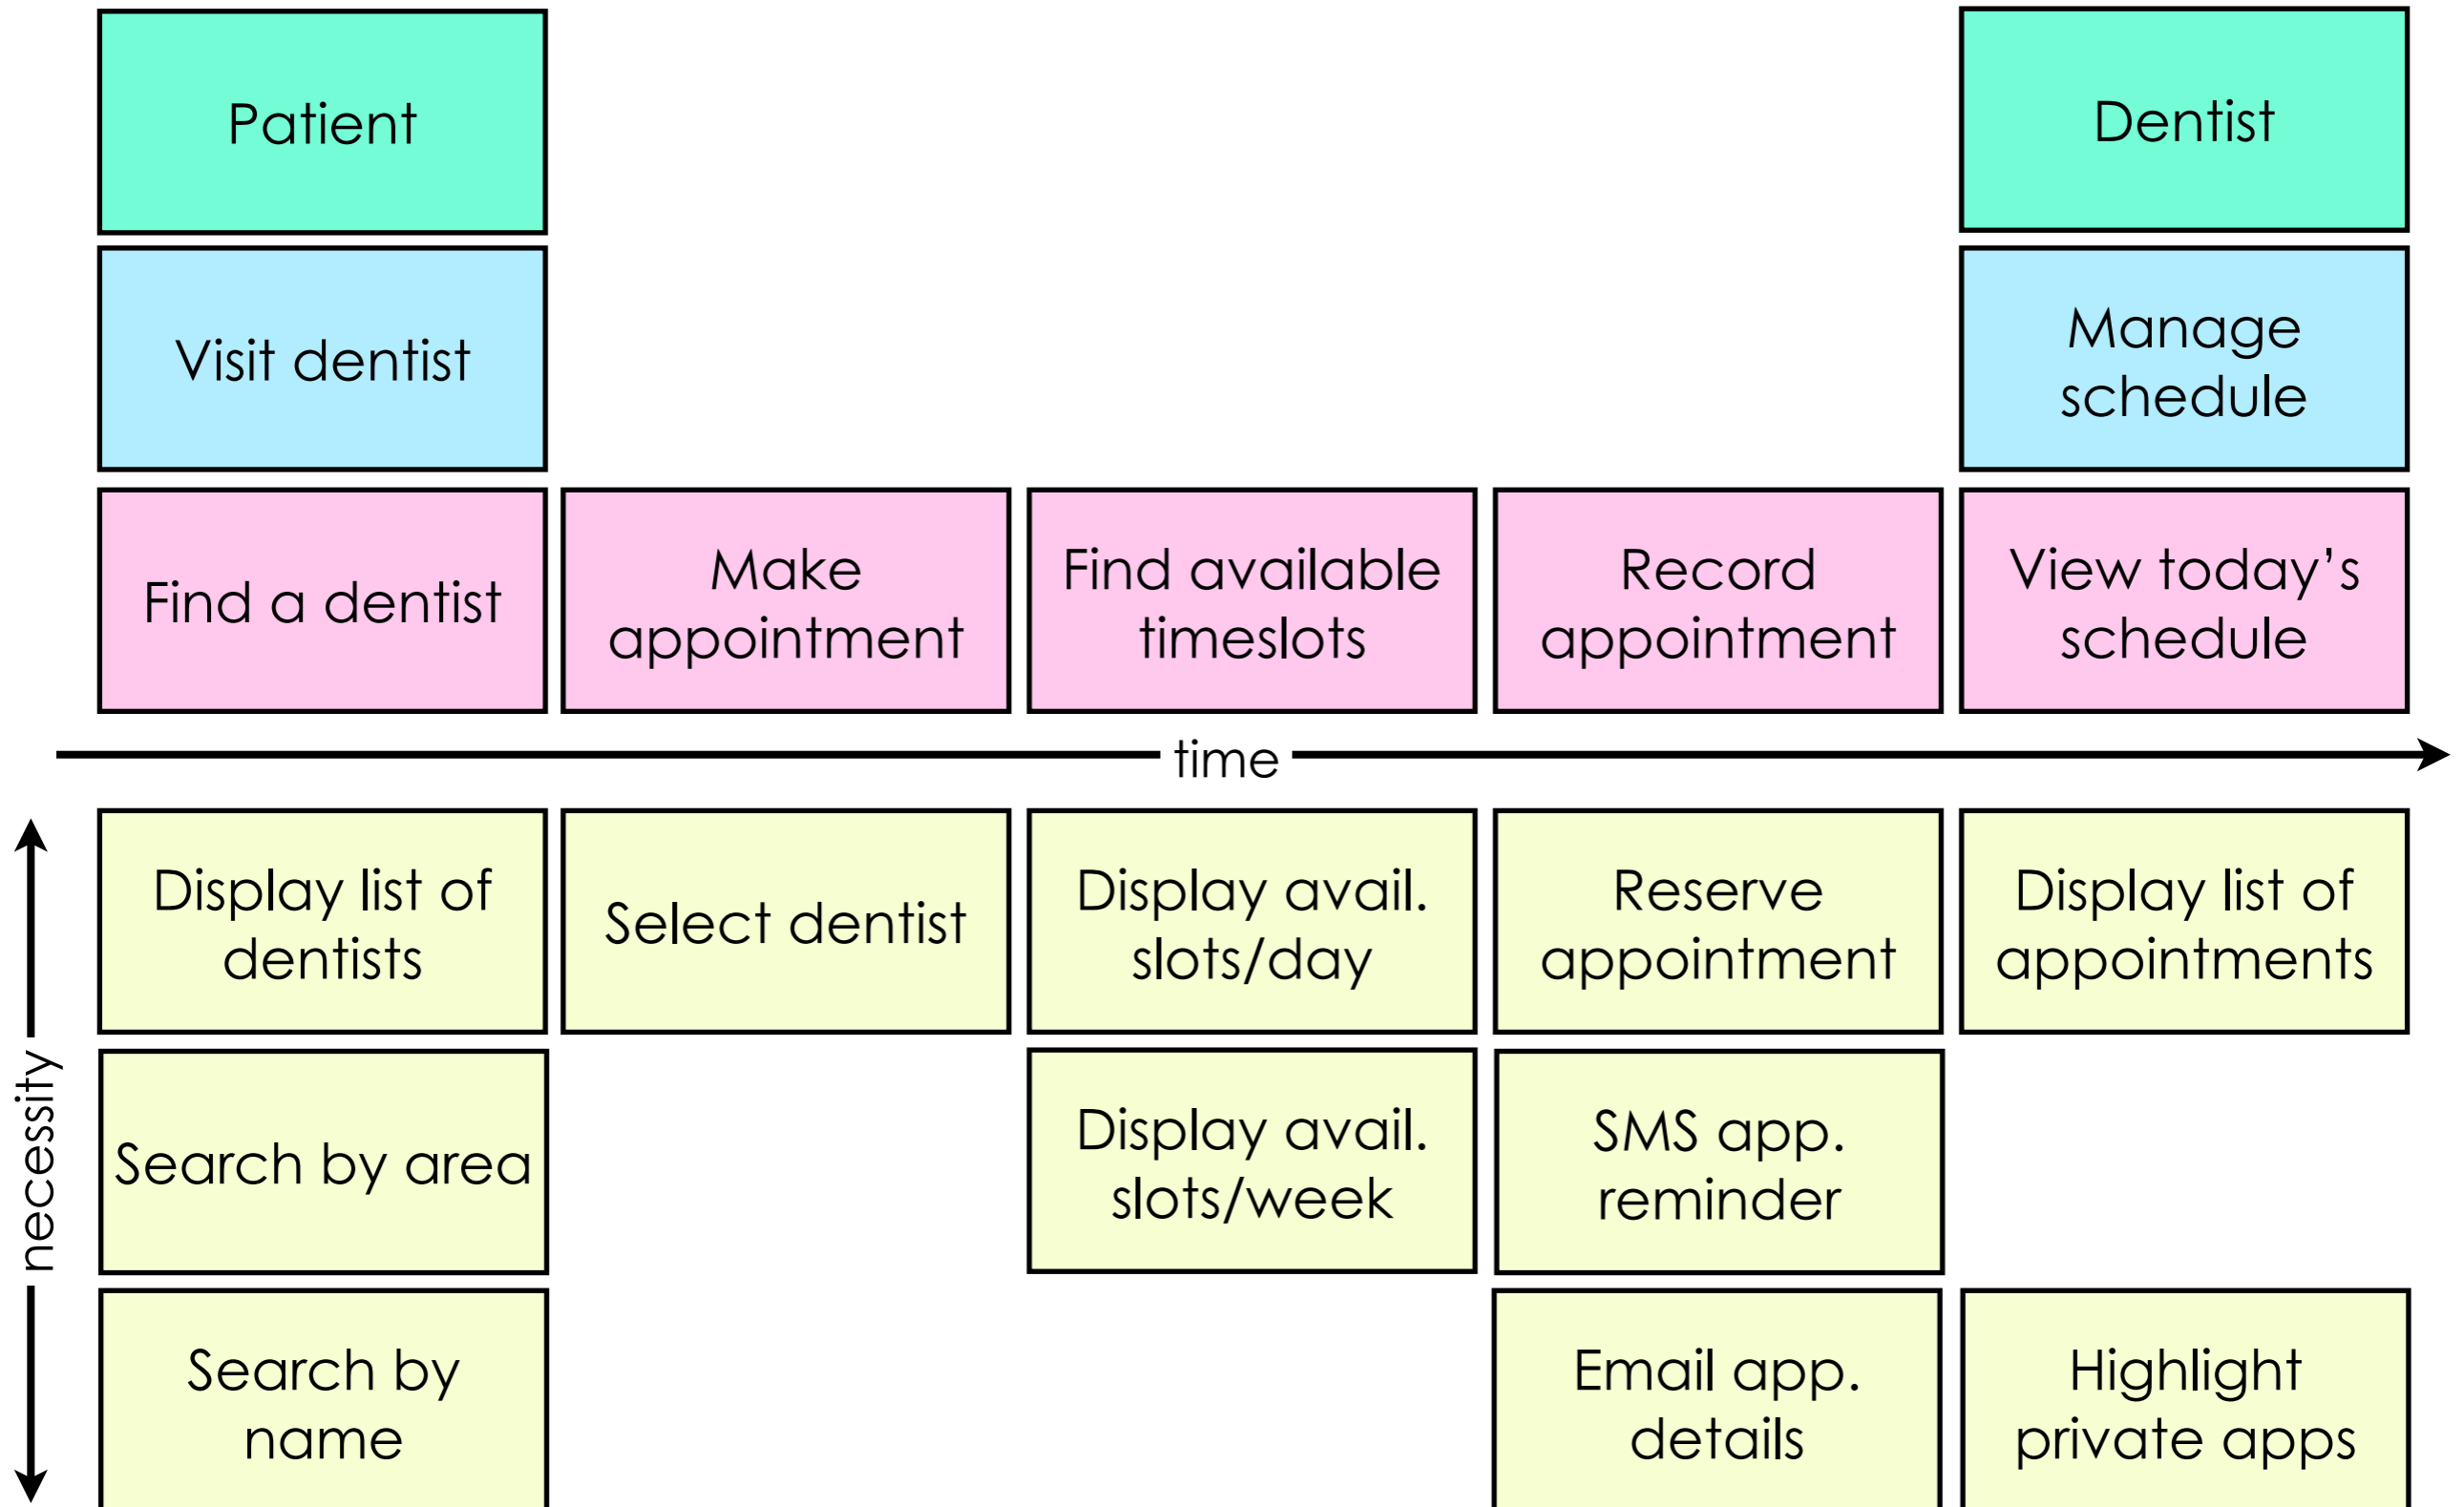 Patient
Dentist
Visit dentist
Manage
schedule
Find a dentist
Make
appointment
Find available
timeslots
Record
appointment
View today’s
schedule
time
necessity
Display list of
dentists
Select dentist
Display avail.
slots/day
Reserve
appointment
Display list of
appointments
Search by area
Display avail.
slots/week
SMS app.
reminder
Search by
name
Email app.
details
Highlight
private apps